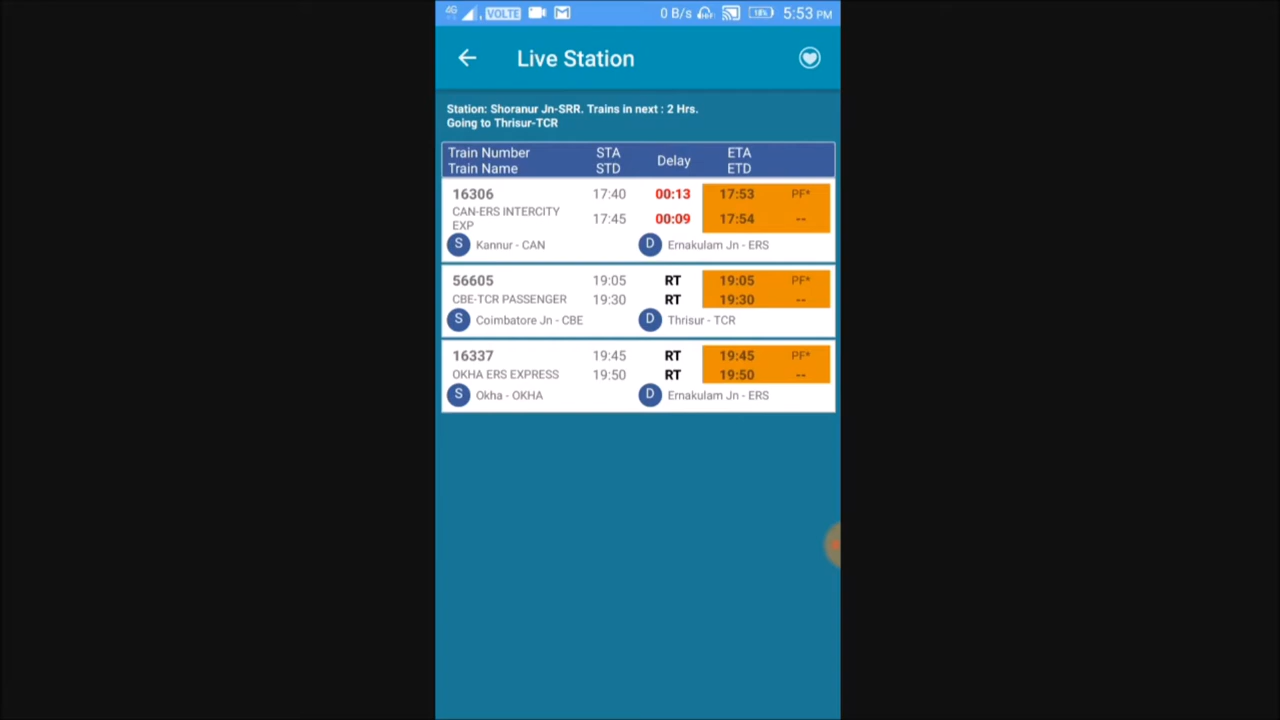 4G VOLTE 0 B/s 18% 5:53 PM
Live Station
Station: Shoranur Jn-SRR. Trains in next : 2 Hrs.
Going to Thrisur-TCR
Train Number STA Delay ETA
Train Name STD ETD
16306 17:40 00:13 17:53 PF*
CAN-ERS INTERCITY
EXP 17:45 00:09 17:54 --
S Kannur - CAN D Ernakulam Jn - ERS
56605 19:05 RT 19:05 PF*
CBE-TCR PASSENGER 19:30 RT 19:30 --
S Coimbatore Jn - CBE D Thrisur - TCR
16337 19:45 RT 19:45 PF*
OKHA ERS EXPRESS 19:50 RT 19:50 --
S Okha - OKHA D Ernakulam Jn - ERS